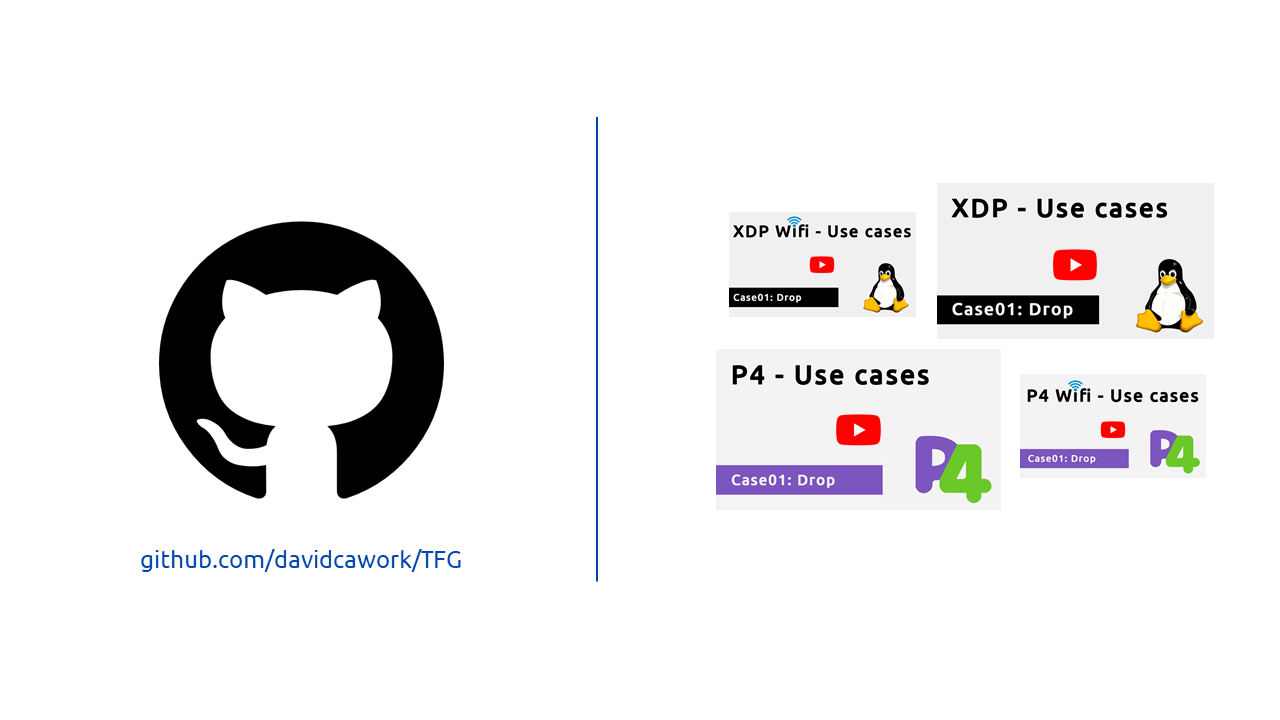 github.com/davidcawork/TFG
XDP Wifi - Use cases
Case01: Drop
XDP - Use cases
Case01: Drop
P4 - Use cases
Case01: Drop
P4
P4 Wifi - Use cases
Case01: Drop
P4